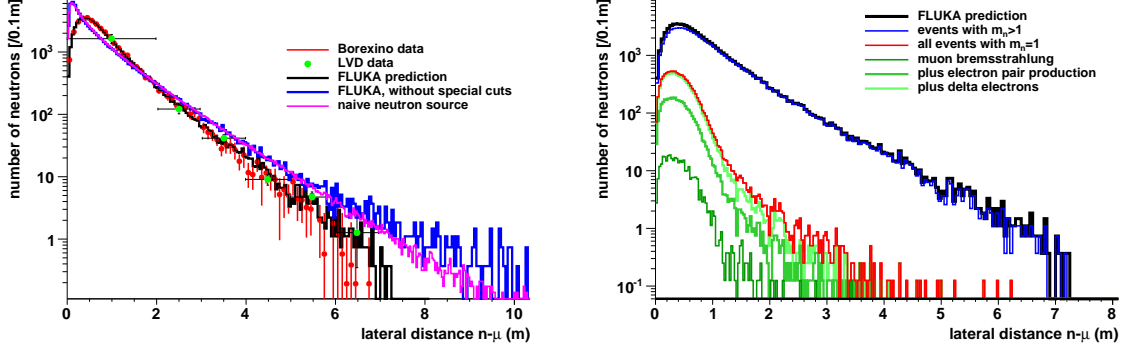 number of neutrons [/0.1m]
10³
10²
10
1
Borexino data
LVD data
FLUKA prediction
FLUKA, without special cuts
naive neutron source
0 2 4 6 8 10
lateral distance n-μ (m)
number of neutrons [/0.1m]
10³
10²
10
1
10⁻¹
FLUKA prediction
events with mₙ>1
all events with mₙ=1
muon bremsstrahlung
plus electron pair production
plus delta electrons
0 1 2 3 4 5 6 7 8
lateral distance n-μ (m)